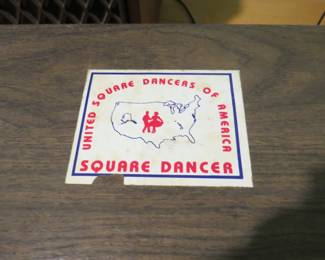 UNITED SQUARE DANCERS OF AMERICA
SQUARE DANCER